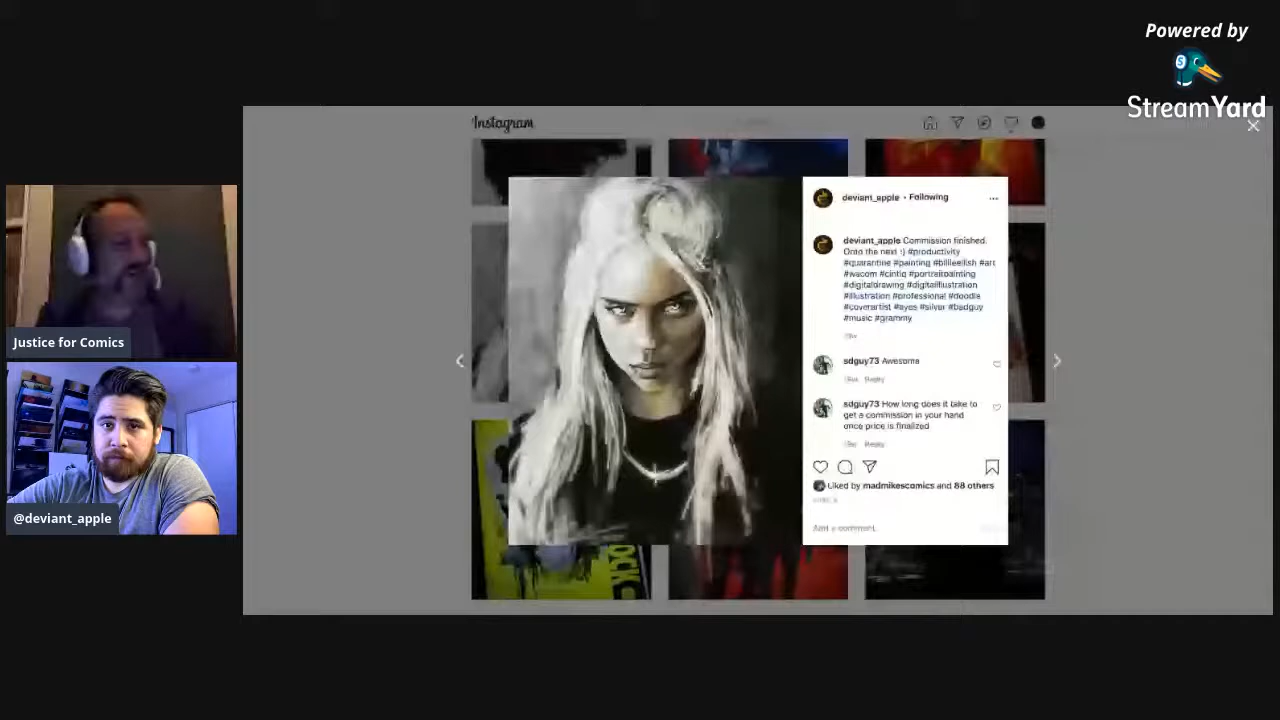 Powered by
StreamYard
Instagram
deviant_apple • Following
deviant_apple Commission finished.
Onto the next :) #productivity
#quarantine #painting #billieeilish #art
#wacom #cintiq #portraitpainting
#digitaldrawing #digitalillustration
#illustration #professional #doodle
#coverartist #eyes #silver #badguy
#music #grammy
sdguy73 Awesome
Reply
sdguy73 How long does it take to
get a commission in your hand
once price is finalized
Reply
Liked by madmikescomics and 88 others
Add a comment
Justice for Comics
@deviant_apple